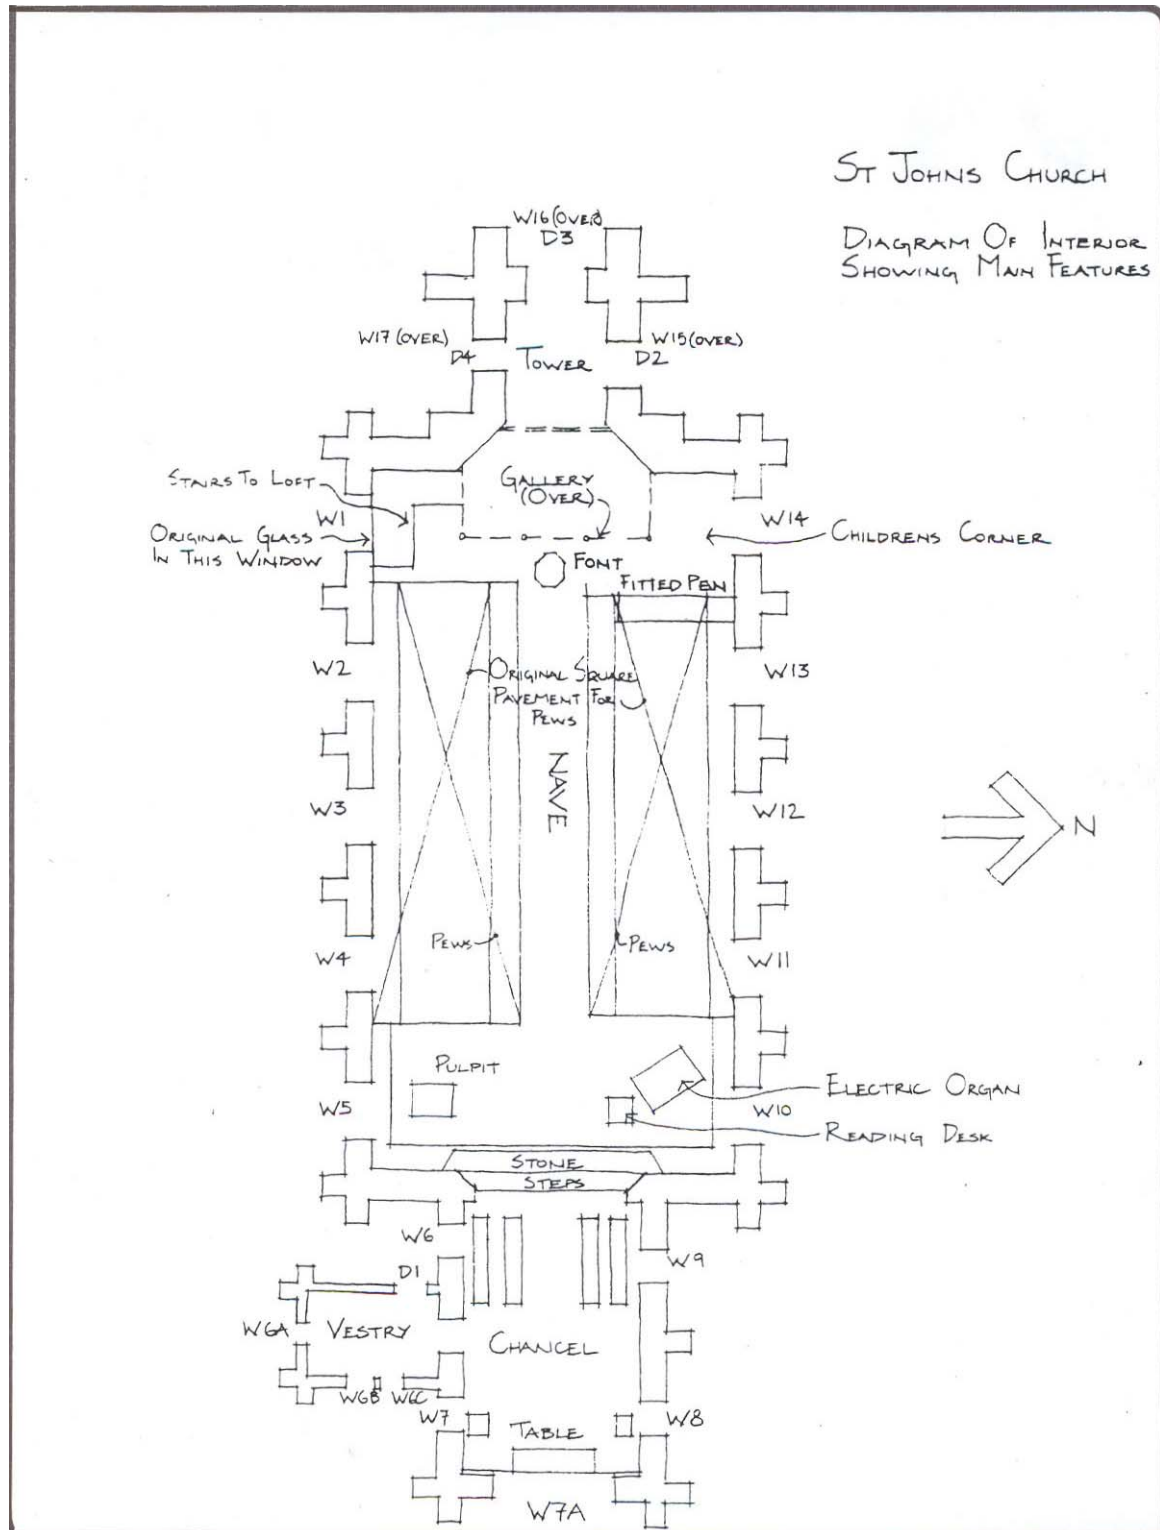 St Johns Church
Diagram Of Interior
Showing Main Features
W16 (Over)
D3
W17 (Over)
W15 (Over)
D4
Tower
D2
Stairs To Loft
Gallery
(Over)
W1
W14
Original Glass
In This Window
Childrens Corner
Font
Fitted Pen
W2
Original Square
Pavement For
Pews
W13
Nave
W3
W12
N
Pews
Pews
W4
W11
Pulpit
Electric Organ
W5
W10
Reading Desk
Stone
Steps
W6
W9
D1
W6A
Vestry
Chancel
W6B
W6C
W7
Table
W8
W7A